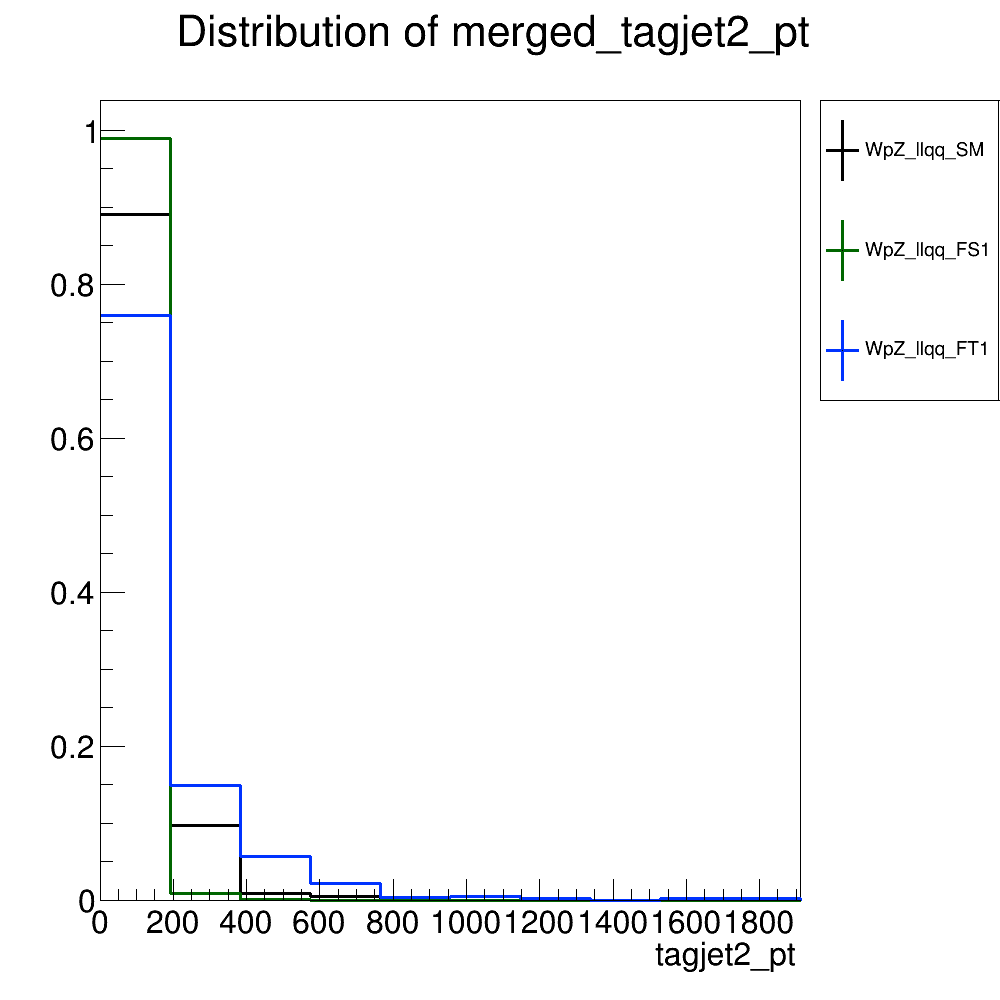 Distribution of merged_tagjet2_pt
1
0.8
0.6
0.4
0.2
0
0 200 400 600 800 1000 1200 1400 1600 1800
tagjet2_pt
WpZ_llqq_SM
WpZ_llqq_FS1
WpZ_llqq_FT1